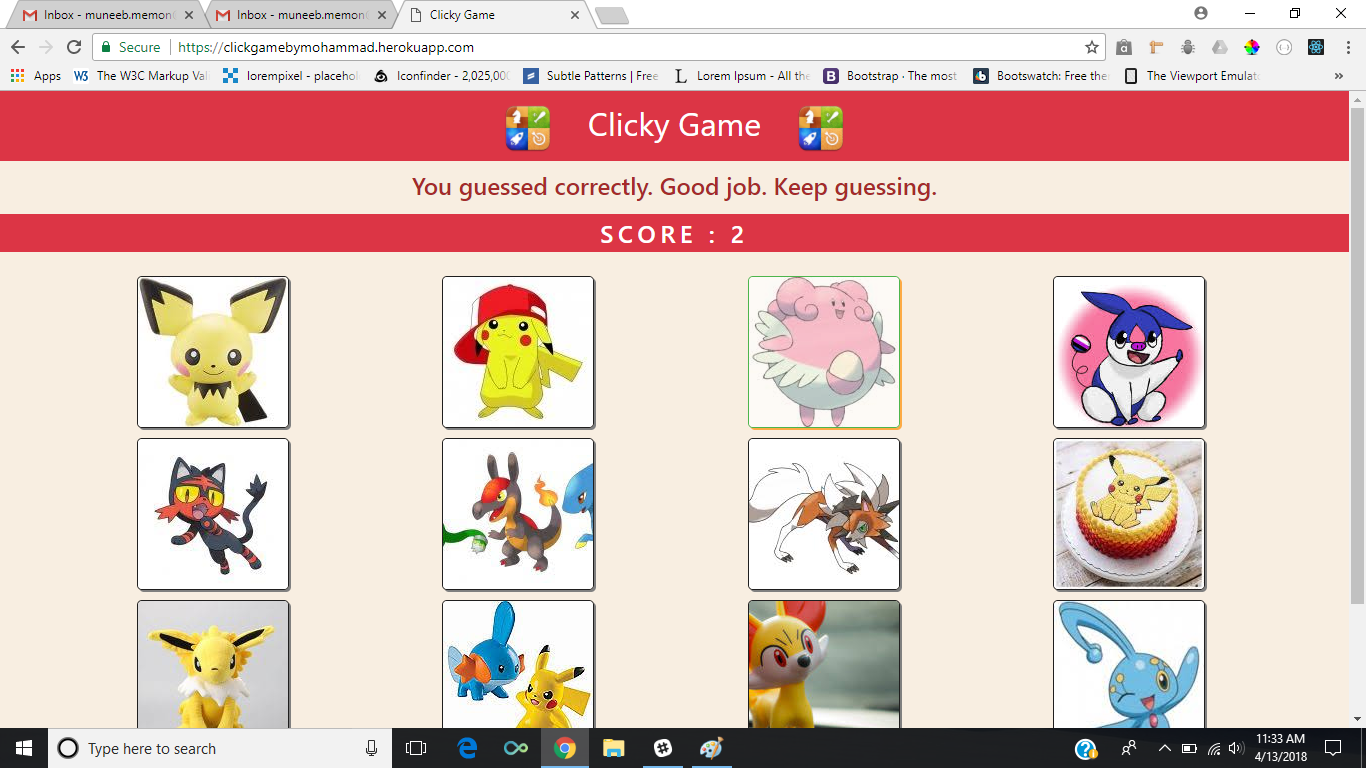 Inbox - muneeb.memon
Inbox - muneeb.memon
Clicky Game
Secure
https://clickgamebymohammad.herokuapp.com
Apps
W3
The W3C Markup Val
lorempixel - placehol
Iconfinder - 2,025,000
Subtle Patterns | Free
L
Lorem Ipsum - All the
B
Bootstrap · The most
Bootswatch: Free the
The Viewport Emulat
Clicky Game
You guessed correctly. Good job. Keep guessing.
SCORE : 2
Type here to search
11:33 AM
4/13/2018